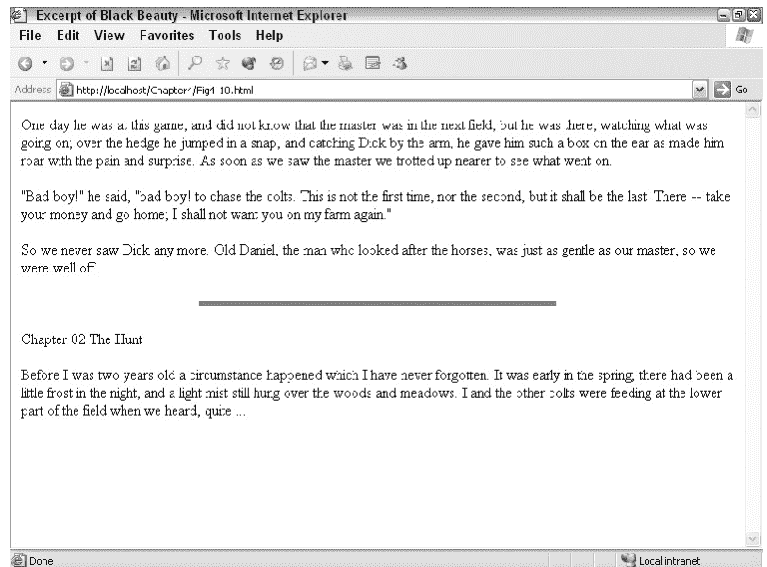 Excerpt of Black Beauty - Microsoft Internet Explorer
File Edit View Favorites Tools Help
Address http://localhost/Chapter4/Fig4_10.html Go
One day he was at this game, and did not know that the master was in the next field, but he was there, watching what was
going on; over the hedge he jumped in a snap, and catching Dick by the arm, he gave him such a box on the ear as made him
roar with the pain and surprise. As soon as we saw the master we trotted up nearer to see what went on.
"Bad boy!" he said, "bad boy! to chase the colts. This is not the first time, nor the second, but it shall be the last. There -- take
your money and go home; I shall not want you on my farm again."
So we never saw Dick any more. Old Daniel, the man who looked after the horses, was just as gentle as our master, so we
were well off.
Chapter 02 The Hunt
Before I was two years old a circumstance happened which I have never forgotten. It was early in the spring; there had been a
little frost in the night, and a light mist still hung over the woods and meadows. I and the other colts were feeding at the lower
part of the field when we heard, quite ...
Done Local intranet